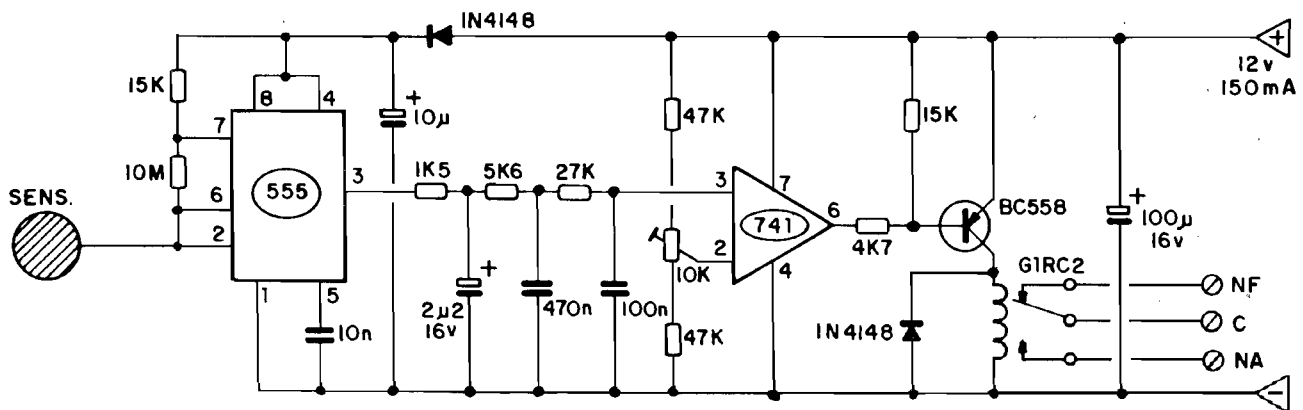 1N4148
+
12v
150mA
15K
8
4
+
10µ
47K
15K
7
10M
3
1K5
5K6
27K
3
7
6
555
SENS.
6
2
741
BC558
+
100µ
16v
4K7
2
10K
4
G1RC2
NF
1
5
+
2µ2
16v
470n
100n
C
10n
47K
1N4148
NA
−